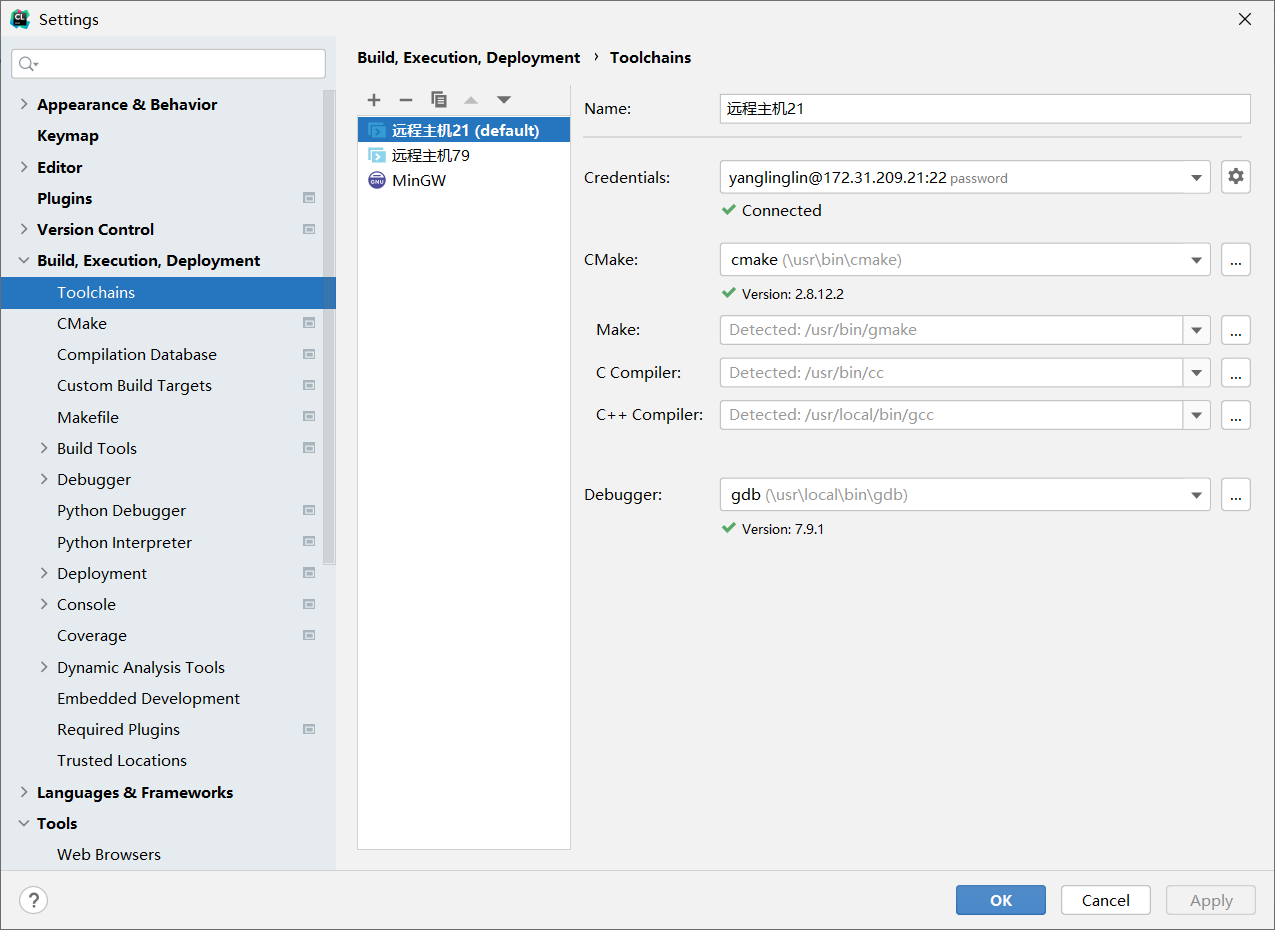 Settings
Appearance & Behavior
Keymap
Editor
Plugins
Version Control
Build, Execution, Deployment
Toolchains
CMake
Compilation Database
Custom Build Targets
Makefile
Build Tools
Debugger
Python Debugger
Python Interpreter
Deployment
Console
Coverage
Dynamic Analysis Tools
Embedded Development
Required Plugins
Trusted Locations
Languages & Frameworks
Tools
Web Browsers
Build, Execution, Deployment › Toolchains
远程主机21 (default)
远程主机79
MinGW
Name: 远程主机21
Credentials: yanglinglin@172.31.209.21:22 password
Connected
CMake: cmake (\usr\bin\cmake) ...
Version: 2.8.12.2
Make: Detected: /usr/bin/gmake ...
C Compiler: Detected: /usr/bin/cc ...
C++ Compiler: Detected: /usr/local/bin/gcc ...
Debugger: gdb (\usr\local\bin\gdb) ...
Version: 7.9.1
? OK Cancel Apply